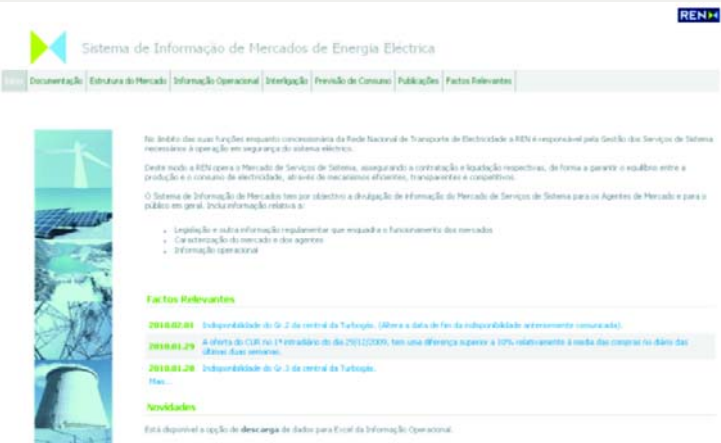 REN
Sistema de Informação de Mercados de Energia Eléctrica
Início Documentação Estrutura do Mercado Informação Operacional Interligação Previsão de Consumo Publicações Factos Relevantes
No âmbito das suas funções enquanto concessionária da Rede Nacional de Transporte de Electricidade a REN é responsável pela Gestão dos Serviços de Sistema
necessários à operação em segurança do sistema eléctrico.
Deste modo a REN opera o Mercado de Serviços de Sistema, assegurando a contratação e liquidação respectivas, de forma a garantir o equilíbrio entre a
produção e o consumo de electricidade, através de mecanismos eficientes, transparentes e competitivos.
O Sistema de Informação de Mercados tem por objectivo a divulgação de informação do Mercado de Serviços de Sistema para os Agentes de Mercado e para o
público em geral. Inclui informação relativa a:
Legislação e outra informação regulamentar que enquadra o funcionamento dos mercados
Caracterização do mercado e dos agentes
Informação operacional
Factos Relevantes
2010.02.01 Indisponibilidade do Gr.2 da central da Turbogás. (Altera a data de fim da indisponibilidade anteriormente comunicada).
2010.01.29 A oferta do CUR no 1º intradiário do dia 29/12/2009, tem uma diferença superior a 10% relativamente à média das compras no diário das
últimas duas semanas.
2010.01.28 Indisponibilidade do Gr.3 da central da Turbogás.
Mais...
Novidades
Está disponível a opção de descarga de dados para Excel da Informação Operacional.